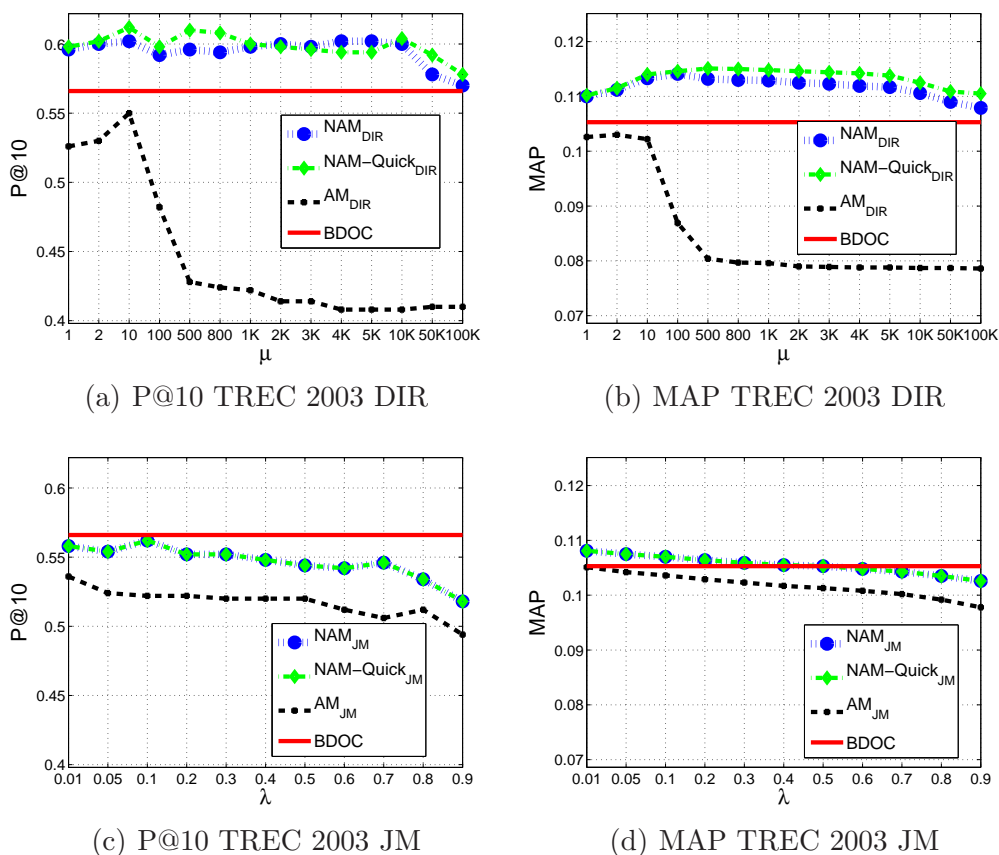 0.6
0.55
0.5
0.45
0.4
P@10
NAM_DIR
NAM−Quick_DIR
AM_DIR
BDOC
1 2 10 100 500 800 1K 2K 3K 4K 5K 10K 50K 100K
μ
(a) P@10 TREC 2003 DIR
0.12
0.11
0.1
0.09
0.08
0.07
MAP
NAM_DIR
NAM−Quick_DIR
AM_DIR
BDOC
1 2 10 100 500 800 1K 2K 3K 4K 5K 10K 50K 100K
μ
(b) MAP TREC 2003 DIR
0.6
0.55
0.5
0.45
0.4
P@10
NAM_JM
NAM−Quick_JM
AM_JM
BDOC
0.01 0.05 0.1 0.2 0.3 0.4 0.5 0.6 0.7 0.8 0.9
λ
(c) P@10 TREC 2003 JM
0.12
0.11
0.1
0.09
0.08
0.07
MAP
NAM_JM
NAM−Quick_JM
AM_JM
BDOC
0.01 0.05 0.1 0.2 0.3 0.4 0.5 0.6 0.7 0.8 0.9
λ
(d) MAP TREC 2003 JM